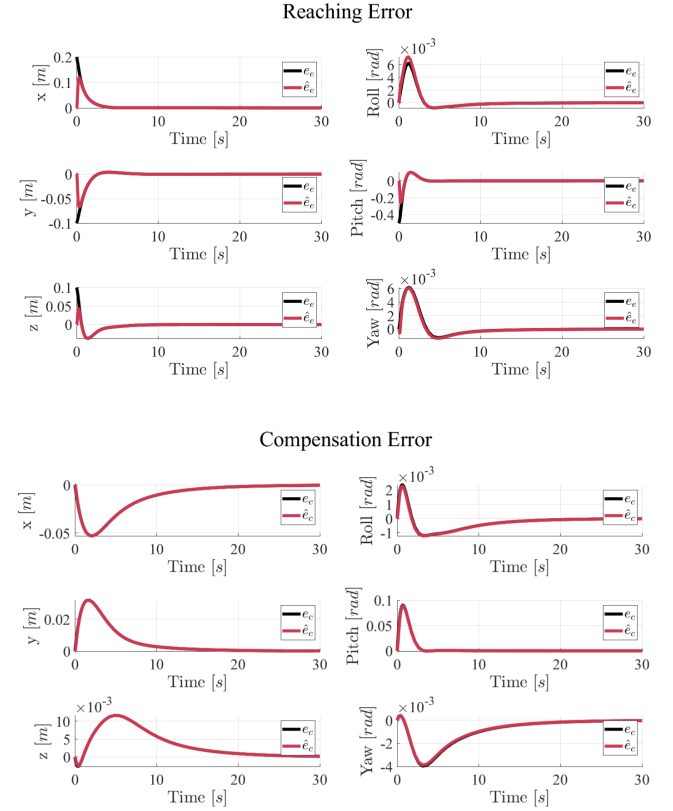 Reaching Error
0.2
0.1
0
x [m]
0 10 20 30
Time [s]
e_e
ê_e
×10⁻³
6
4
2
0
Roll [rad]
0 10 20 30
Time [s]
e_e
ê_e
0
-0.05
-0.1
y [m]
0 10 20 30
Time [s]
e_e
ê_e
0
-0.2
-0.4
Pitch [rad]
0 10 20 30
Time [s]
e_e
ê_e
0.1
0.05
0
z [m]
0 10 20 30
Time [s]
e_e
ê_e
×10⁻³
6
4
2
0
Yaw [rad]
0 10 20 30
Time [s]
e_e
ê_e
Compensation Error
0
-0.05
x [m]
0 10 20 30
Time [s]
e_c
ê_c
×10⁻³
2
1
0
-1
Roll [rad]
0 10 20 30
Time [s]
e_c
ê_c
0.02
0
y [m]
0 10 20 30
Time [s]
e_c
ê_c
0.1
0.05
0
Pitch [rad]
0 10 20 30
Time [s]
e_c
ê_c
×10⁻³
10
5
0
z [m]
0 10 20 30
Time [s]
e_c
ê_c
×10⁻³
0
-2
-4
Yaw [rad]
0 10 20 30
Time [s]
e_c
ê_c